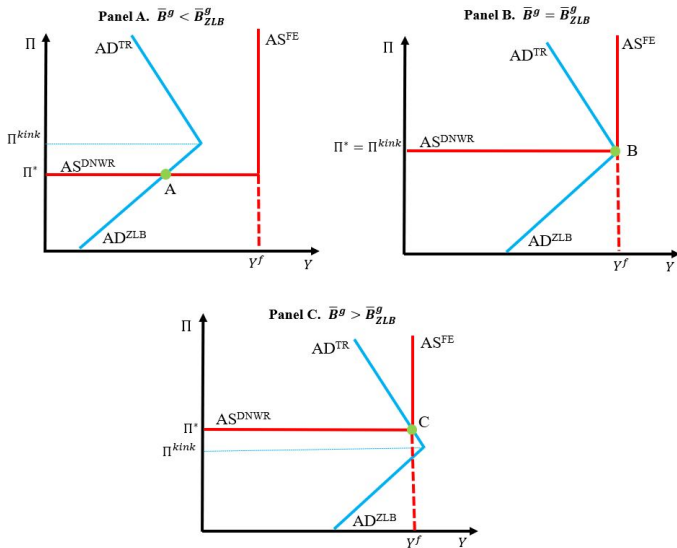 Panel A. B̅ᵍ < B̅ᵍ_ZLB
Π
AD^TR
AS^FE
Π^kink
Π*
AS^DNWR
A
AD^ZLB
Y^f
Y
Panel B. B̅ᵍ = B̅ᵍ_ZLB
Π
AD^TR
AS^FE
Π* = Π^kink
AS^DNWR
B
AD^ZLB
Y^f
Y
Panel C. B̅ᵍ > B̅ᵍ_ZLB
Π
AD^TR
AS^FE
AS^DNWR
C
Π*
Π^kink
AD^ZLB
Y^f
Y